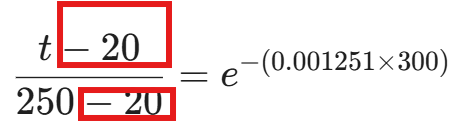 t − 20
250 − 20
= e^{−(0.001251×300)}